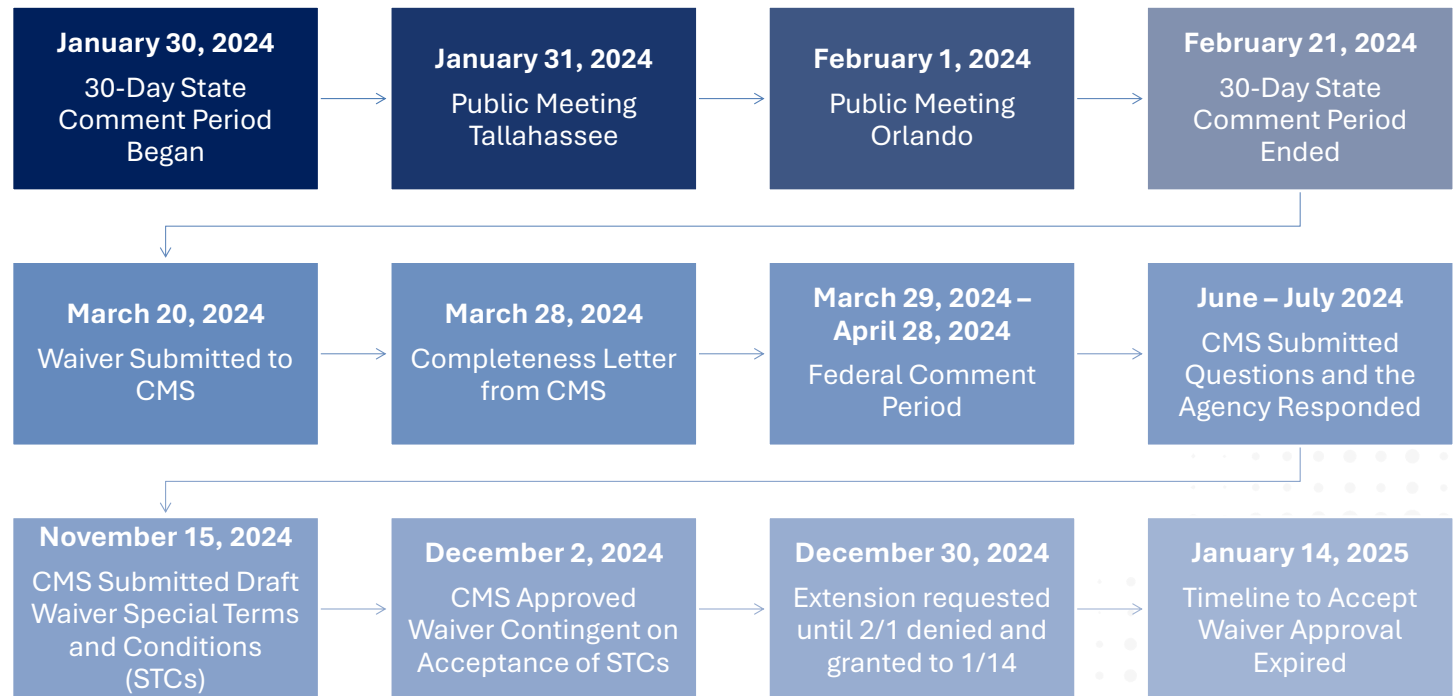 January 30, 2024
30-Day State
Comment Period
Began
January 31, 2024
Public Meeting
Tallahassee
February 1, 2024
Public Meeting
Orlando
February 21, 2024
30-Day State
Comment Period
Ended
March 20, 2024
Waiver Submitted to
CMS
March 28, 2024
Completeness Letter
from CMS
March 29, 2024 –
April 28, 2024
Federal Comment
Period
June – July 2024
CMS Submitted
Questions and the
Agency Responded
November 15, 2024
CMS Submitted Draft
Waiver Special Terms
and Conditions
(STCs)
December 2, 2024
CMS Approved
Waiver Contingent on
Acceptance of STCs
December 30, 2024
Extension requested
until 2/1 denied and
granted to 1/14
January 14, 2025
Timeline to Accept
Waiver Approval
Expired